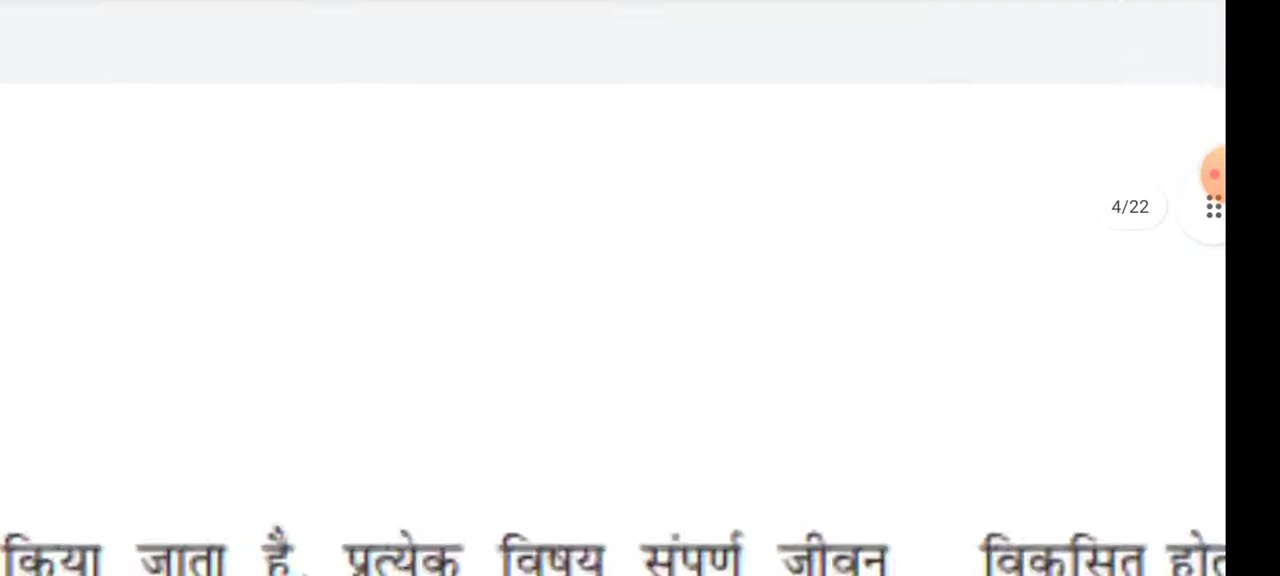 4/22
किया जाता है. प्रत्येक विषय संपूर्ण जीवन विकसित